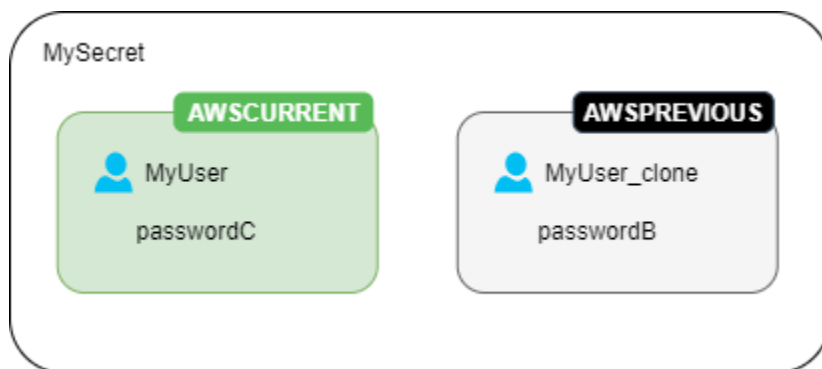 MySecret
AWSCURRENT
MyUser
passwordC
AWSPREVIOUS
MyUser_clone
passwordB